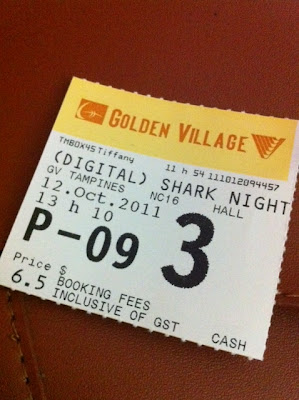 GOLDEN VILLAGE
TMBOX45Tiffany 11 h 54 111012094457
(DIGITAL) SHARK NIGHT
GV TAMPINES NC16 HALL
12.Oct.2011
13 h 10
P-09 3
Price $
6.5 BOOKING FEES
INCLUSIVE OF GST CASH